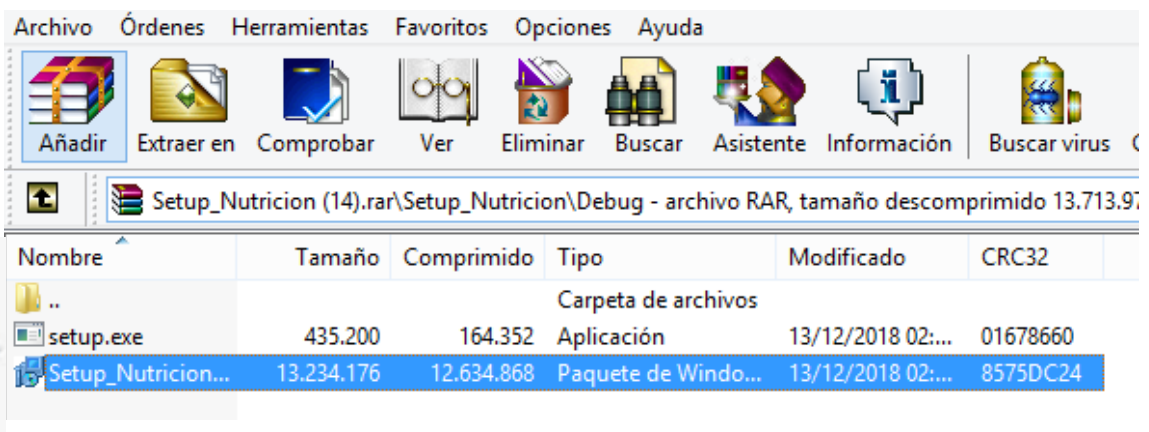 Archivo Órdenes Herramientas Favoritos Opciones Ayuda
Añadir Extraer en Comprobar Ver Eliminar Buscar Asistente Información Buscar virus
Setup_Nutricion (14).rar\Setup_Nutricion\Debug - archivo RAR, tamaño descomprimido 13.713.97
Nombre Tamaño Comprimido Tipo Modificado CRC32
.. Carpeta de archivos
setup.exe 435.200 164.352 Aplicación 13/12/2018 02:... 01678660
Setup_Nutricion... 13.234.176 12.634.868 Paquete de Windo... 13/12/2018 02:... 8575DC24